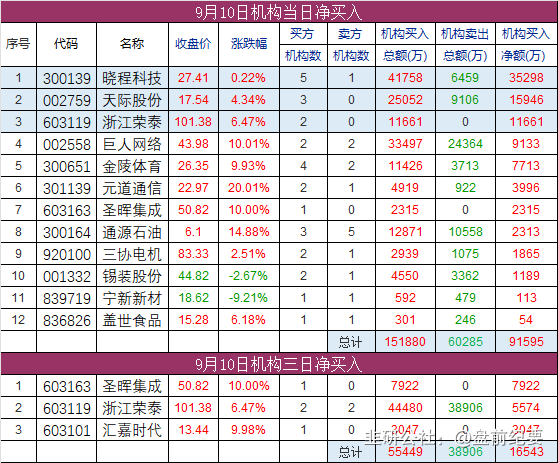 9月10日机构当日净买入
序号 代码 名称 收盘价 涨跌幅 买方机构数 卖方机构数 机构买入总额(万) 机构卖出总额(万) 机构买入净额(万)
1 300139 晓程科技 27.41 0.22% 5 1 41758 6459 35298
2 002759 天际股份 17.54 4.34% 3 0 25052 9106 15946
3 603119 浙江荣泰 101.38 6.47% 2 0 11661 0 11661
4 002558 巨人网络 43.98 10.01% 2 2 33497 24364 9133
5 300651 金陵体育 26.35 9.93% 4 2 11426 3713 7713
6 301139 元道通信 22.97 20.01% 2 1 4919 922 3996
7 603163 圣晖集成 50.82 10.00% 1 0 2315 0 2315
8 300164 通源石油 6.1 14.88% 3 5 12871 10558 2313
9 920100 三协电机 83.33 2.51% 2 1 2939 1075 1865
10 001332 锡装股份 44.82 -2.67% 2 1 4550 3362 1189
11 839719 宁新新材 18.62 -9.21% 1 1 592 479 113
12 836826 盖世食品 15.28 6.18% 1 1 301 246 54
总计 151880 60285 91595
9月10日机构三日净买入
1 603163 圣晖集成 50.82 10.00% 1 0 7922 0 7922
2 603119 浙江荣泰 101.38 6.47% 2 2 44480 38906 5574
3 603101 汇嘉时代 13.44 9.98% 1 0 3047 0 3047
总计 55449 38906 16543
韭研公社：@盘前纪要